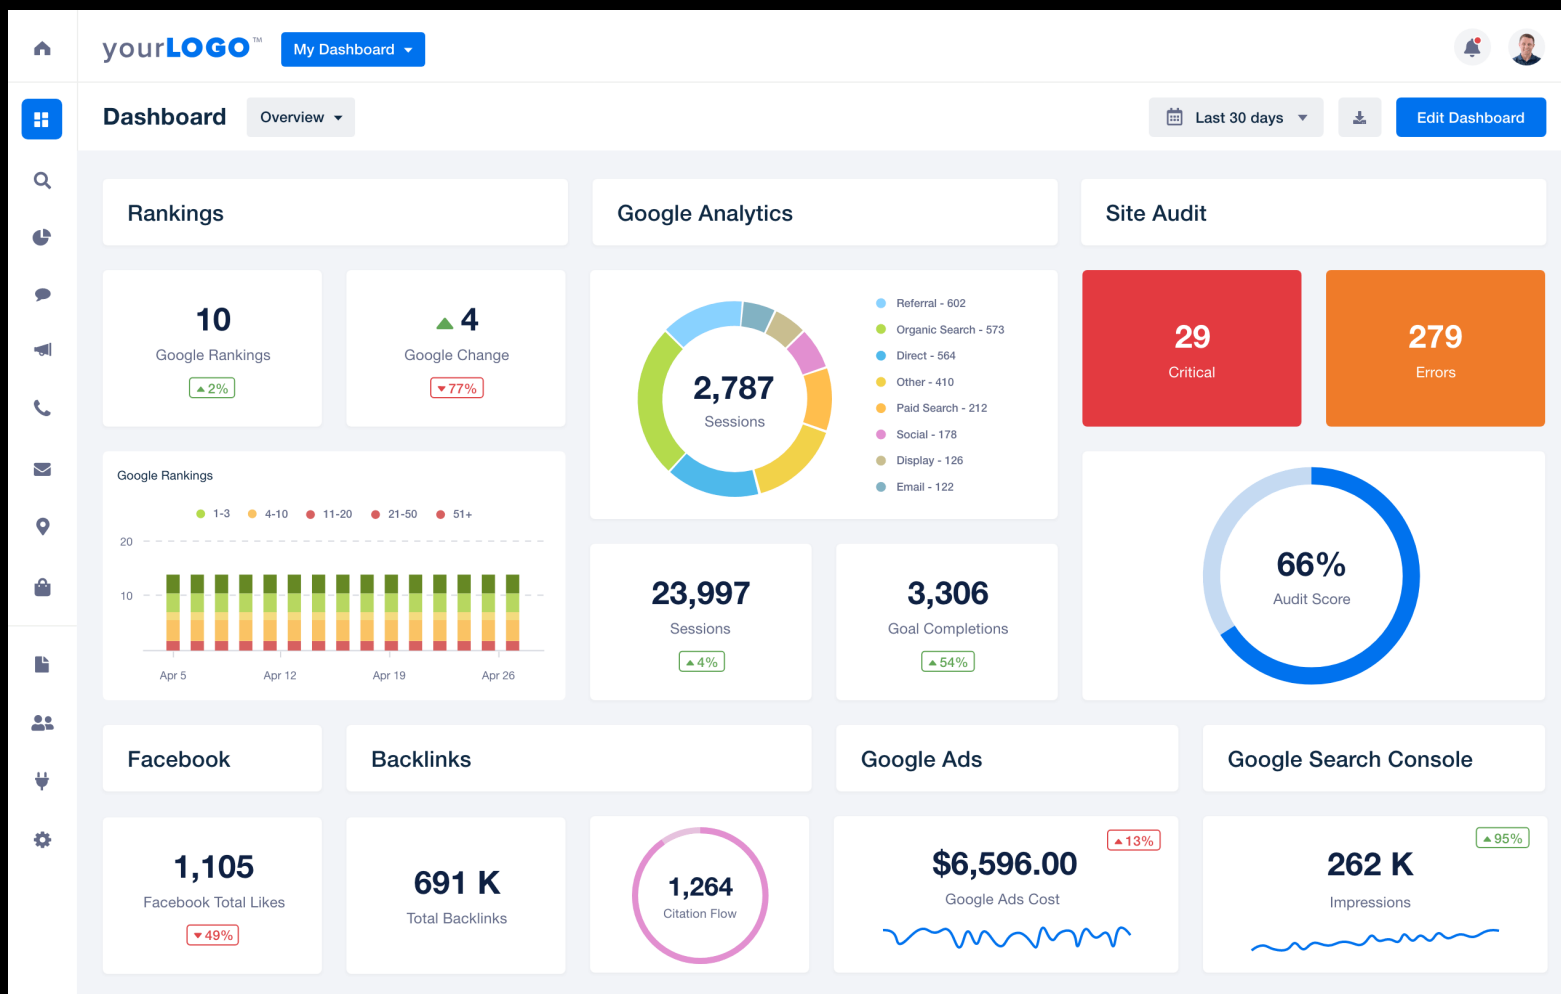 yourLOGO™
My Dashboard
Dashboard
Overview
Last 30 days
Edit Dashboard
Rankings
Google Analytics
Site Audit
10
Google Rankings
2%
4
Google Change
77%
2,787
Sessions
Referral - 602
Organic Search - 573
Direct - 564
Other - 410
Paid Search - 212
Social - 178
Display - 126
Email - 122
29
Critical
279
Errors
Google Rankings
1-3 4-10 11-20 21-50 51+
20
10
Apr 5 Apr 12 Apr 19 Apr 26
23,997
Sessions
4%
3,306
Goal Completions
54%
66%
Audit Score
Facebook
Backlinks
Google Ads
Google Search Console
1,105
Facebook Total Likes
49%
691 K
Total Backlinks
1,264
Citation Flow
13%
$6,596.00
Google Ads Cost
95%
262 K
Impressions